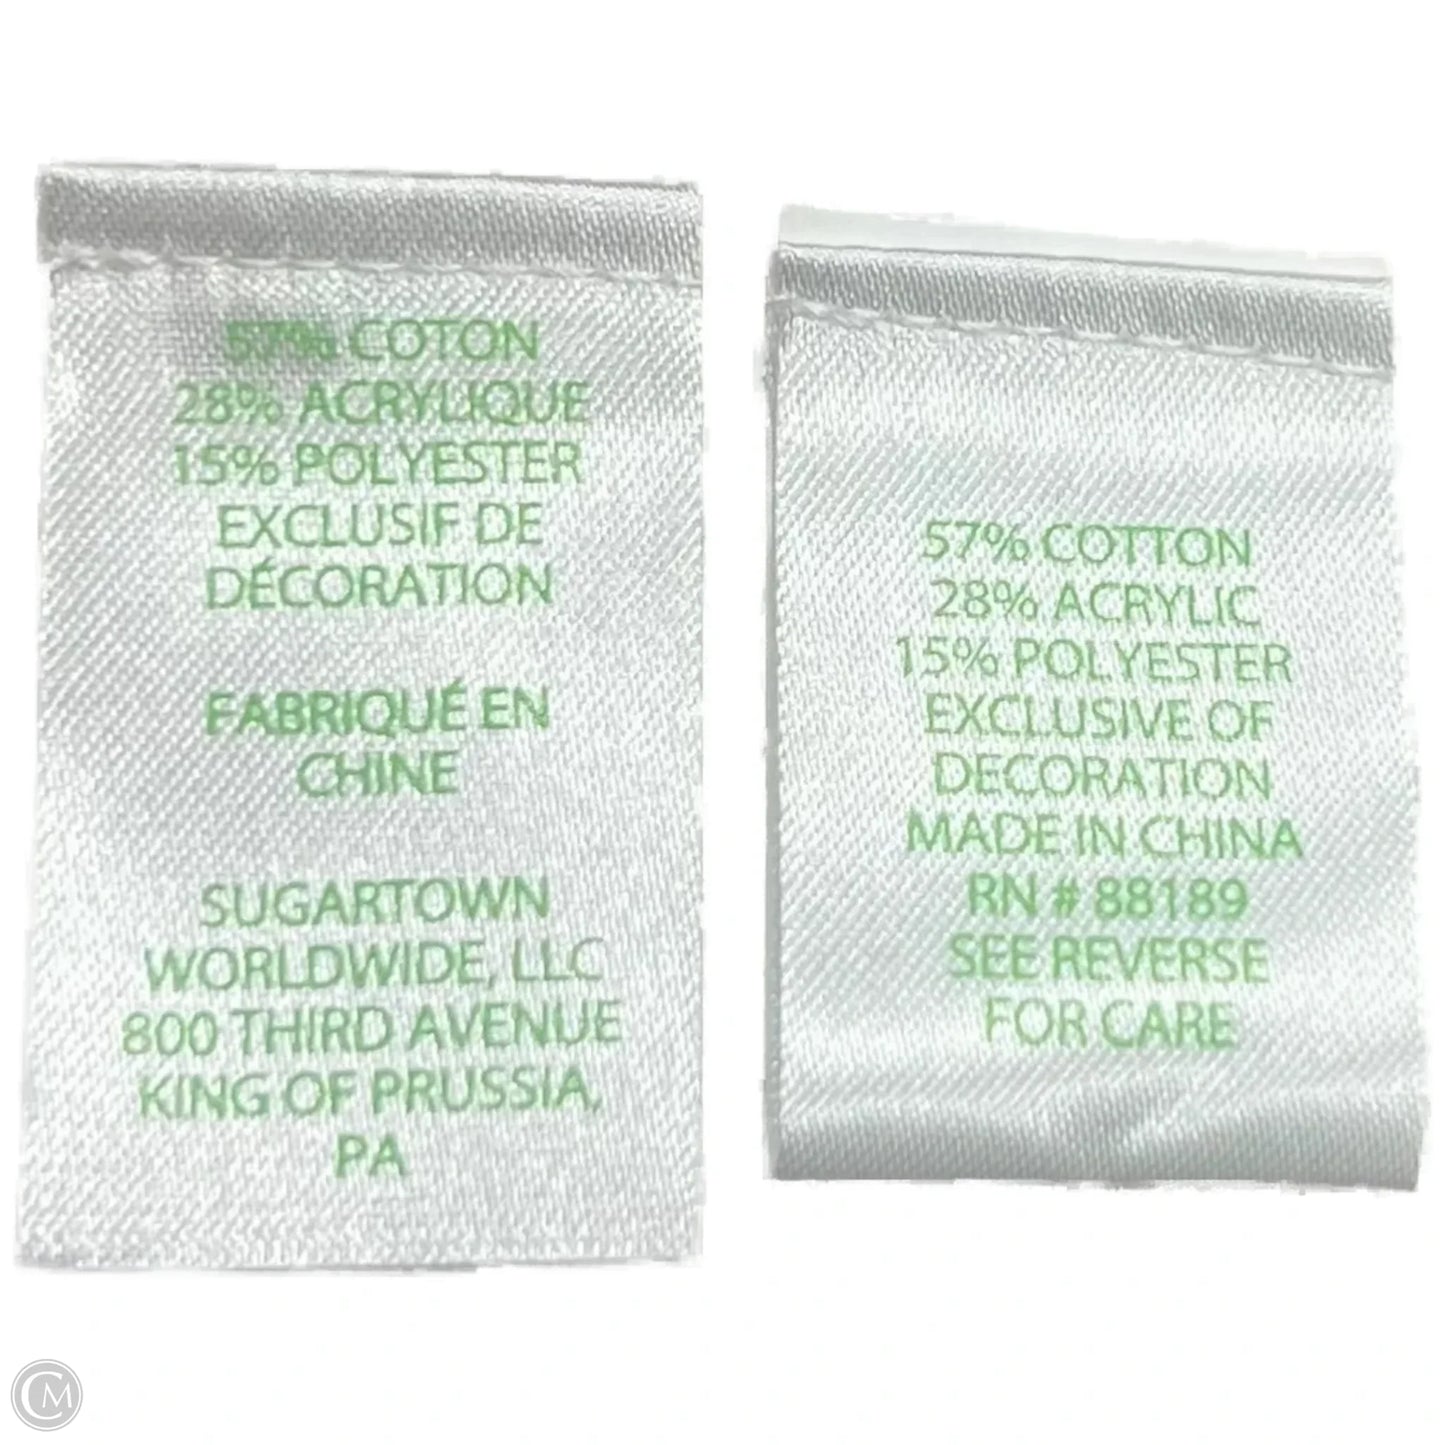 57% COTON
28% ACRYLIQUE
15% POLYESTER
EXCLUSIF DE
DÉCORATION
FABRIQUÉ EN
CHINE
SUGARTOWN
WORLDWIDE, LLC
800 THIRD AVENUE
KING OF PRUSSIA,
PA
57% COTTON
28% ACRYLIC
15% POLYESTER
EXCLUSIVE OF
DECORATION
MADE IN CHINA
RN # 88189
SEE REVERSE
FOR CARE
CM